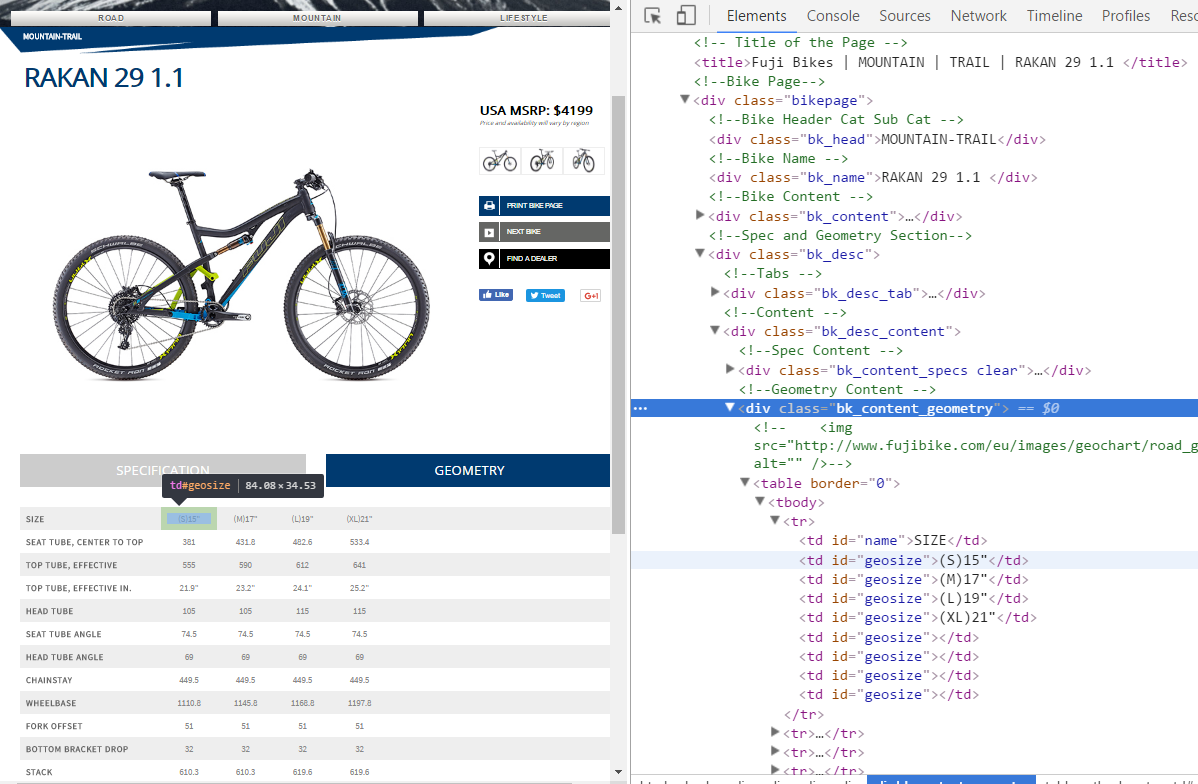 ROAD MOUNTAIN LIFESTYLE
MOUNTAIN-TRAIL
RAKAN 29 1.1
USA MSRP: $4199
Price and availability will vary by region
PRINT BIKE PAGE
NEXT BIKE
FIND A DEALER
Like Tweet G+1
SCHWALBE
ROCKET RON
FUJI
SCHWALBE
ROCKET RON
SPECIFICATION GEOMETRY
td#geosize 84.08 × 34.53
SIZE (S)15" (M)17" (L)19" (XL)21"
SEAT TUBE, CENTER TO TOP 381 431.8 482.6 533.4
TOP TUBE, EFFECTIVE 555 590 612 641
TOP TUBE, EFFECTIVE IN. 21.9" 23.2" 24.1" 25.2"
HEAD TUBE 105 105 115 115
SEAT TUBE ANGLE 74.5 74.5 74.5 74.5
HEAD TUBE ANGLE 69 69 69 69
CHAINSTAY 449.5 449.5 449.5 449.5
WHEELBASE 1110.8 1145.8 1168.8 1197.8
FORK OFFSET 51 51 51 51
BOTTOM BRACKET DROP 32 32 32 32
STACK 610.3 610.3 619.6 619.6
Elements Console Sources Network Timeline Profiles Reso
<!-- Title of the Page -->
<title>Fuji Bikes | MOUNTAIN | TRAIL | RAKAN 29 1.1 </title>
<!--Bike Page-->
<div class="bikepage">
<!--Bike Header Cat Sub Cat -->
<div class="bk_head">MOUNTAIN-TRAIL</div>
<!--Bike Name -->
<div class="bk_name">RAKAN 29 1.1 </div>
<!--Bike Content -->
<div class="bk_content">…</div>
<!--Spec and Geometry Section-->
<div class="bk_desc">
<!--Tabs -->
<div class="bk_desc_tab">…</div>
<!--Content -->
<div class="bk_desc_content">
<!--Spec Content -->
<div class="bk_content_specs clear">…</div>
<!--Geometry Content -->
... <div class="bk_content_geometry"> == $0
<!-- <img
src="http://www.fujibike.com/eu/images/geochart/road_g
alt="" />-->
<table border="0">
<tbody>
<tr>
<td id="name">SIZE</td>
<td id="geosize">(S)15"</td>
<td id="geosize">(M)17"</td>
<td id="geosize">(L)19"</td>
<td id="geosize">(XL)21"</td>
<td id="geosize"></td>
<td id="geosize"></td>
<td id="geosize"></td>
<td id="geosize"></td>
</tr>
<tr>…</tr>
<tr>…</tr>
<tr>…</tr>